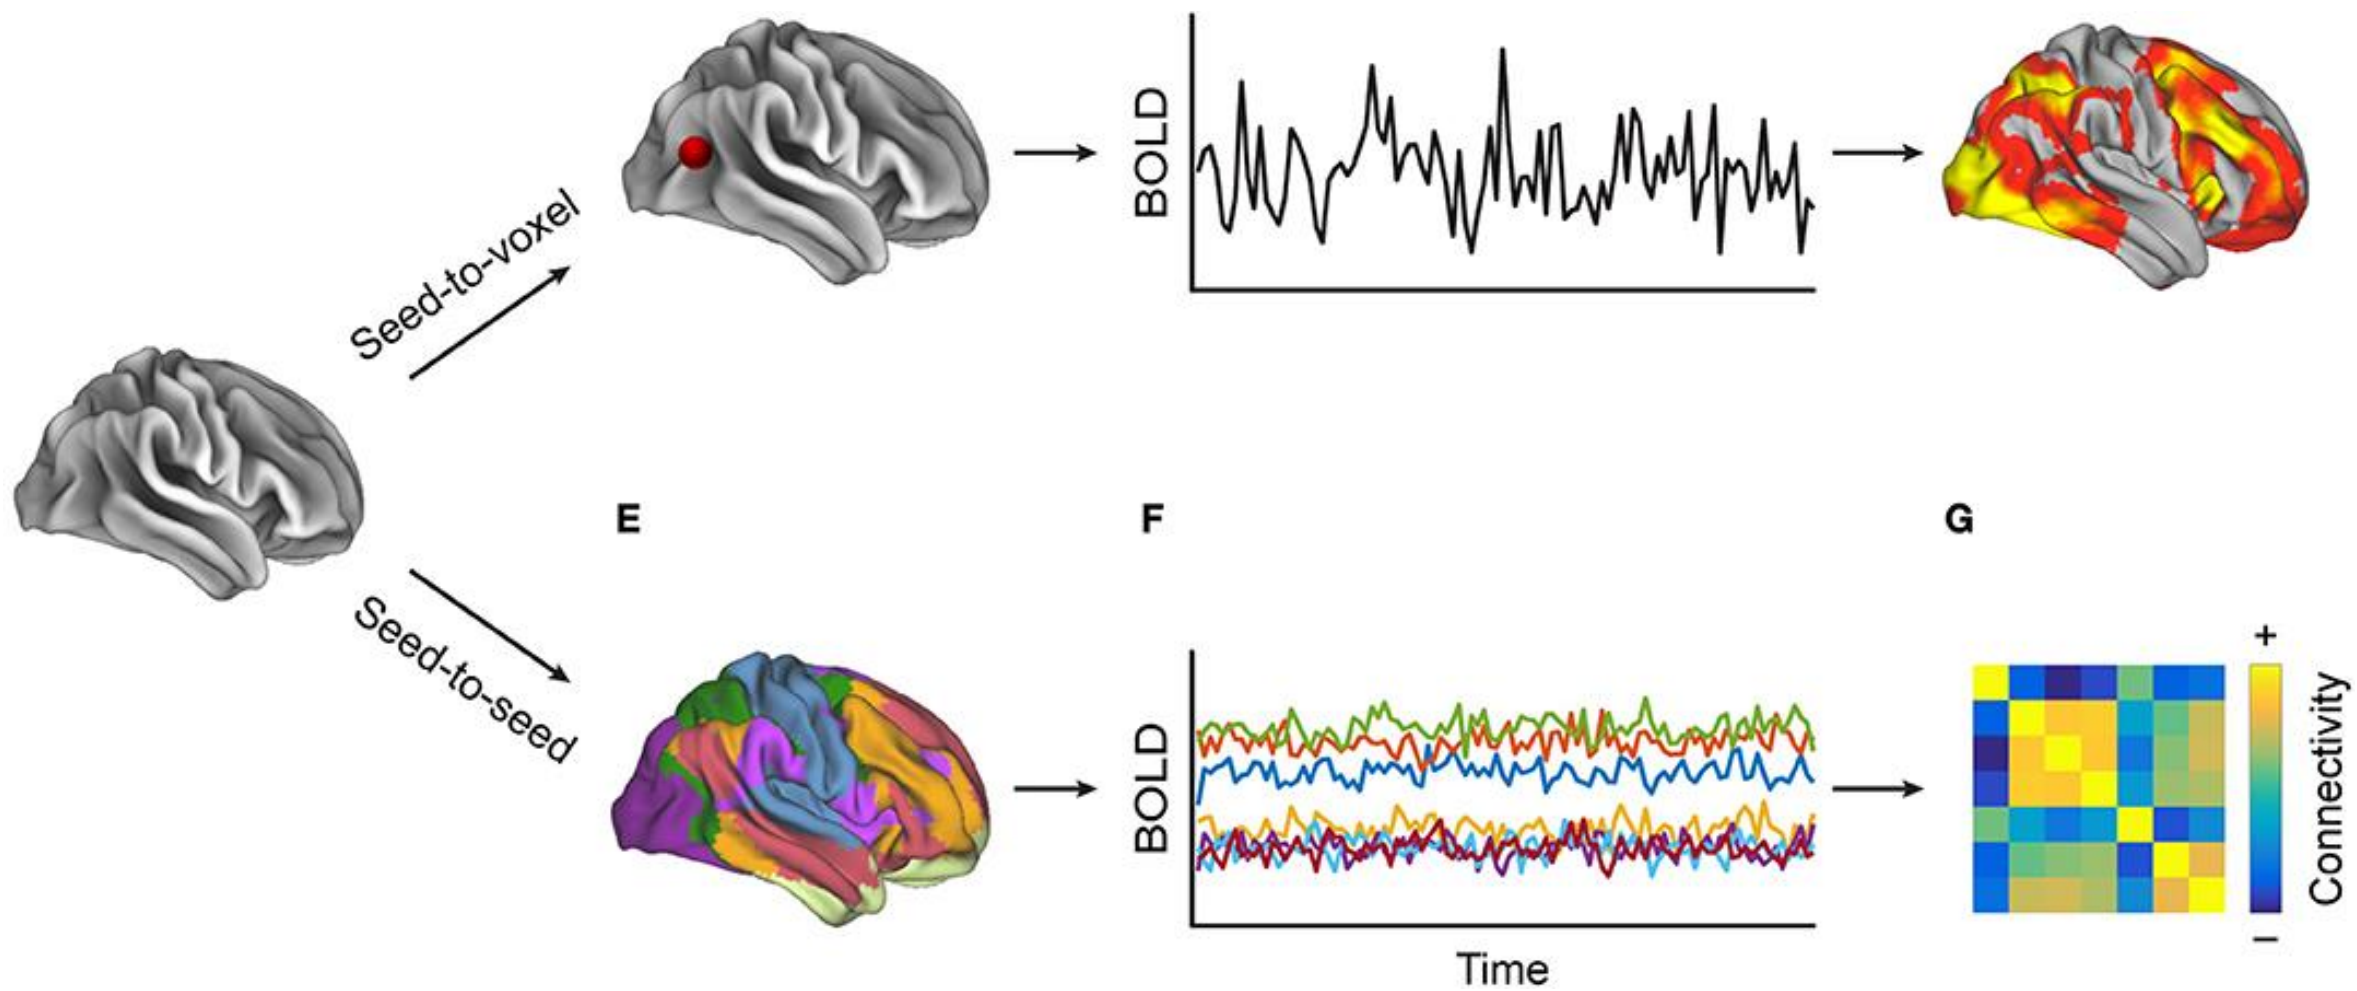 BOLD
Seed-to-voxel
E
F
G
Seed-to-seed
BOLD
Time
+
Connectivity
–